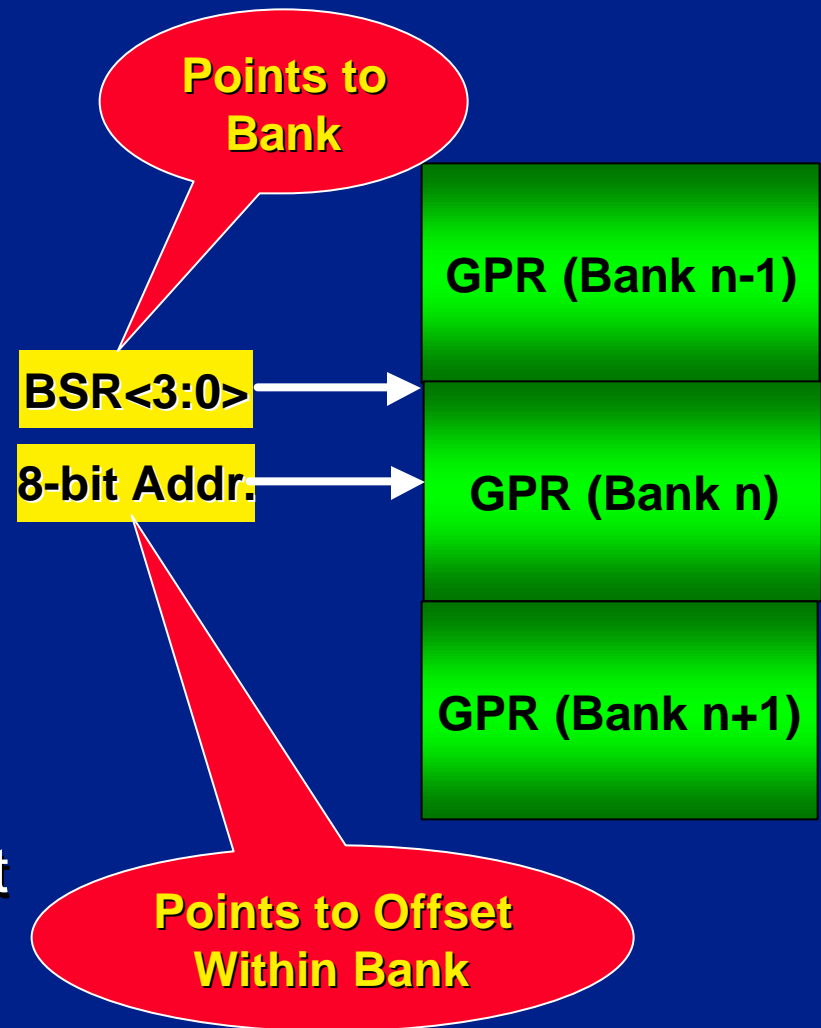 Points to
Bank
GPR (Bank n-1)
BSR<3:0>
8-bit Addr.
GPR (Bank n)
GPR (Bank n+1)
t
Points to Offset
Within Bank